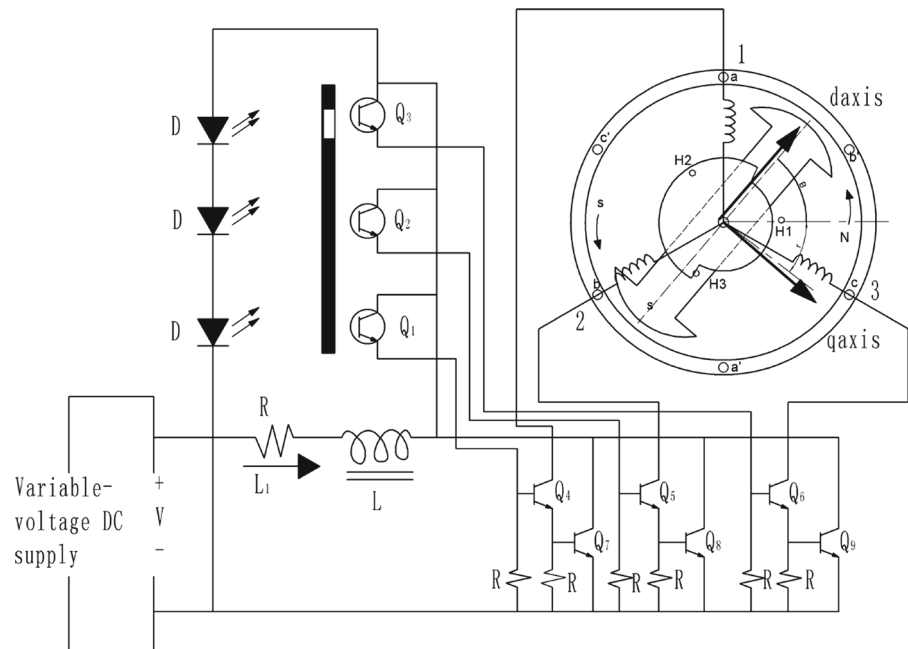 1
a
daxis
D
Q3
c'
b'
H2
θ
D
Q2
s
H1
N
r
b
H3
c
3
D
Q1
2
s
qaxis
a'
R
L1
L
Variable-
voltage DC
supply
+
V
-
Q4
Q5
Q6
Q7
Q8
Q9
R
R
R
R
R
R